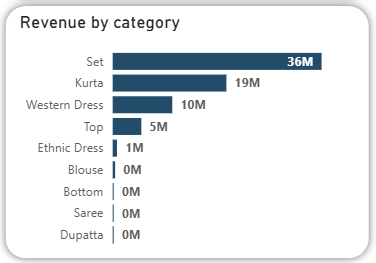 Revenue by category
Set 36M
Kurta 19M
Western Dress 10M
Top 5M
Ethnic Dress 1M
Blouse 0M
Bottom 0M
Saree 0M
Dupatta 0M